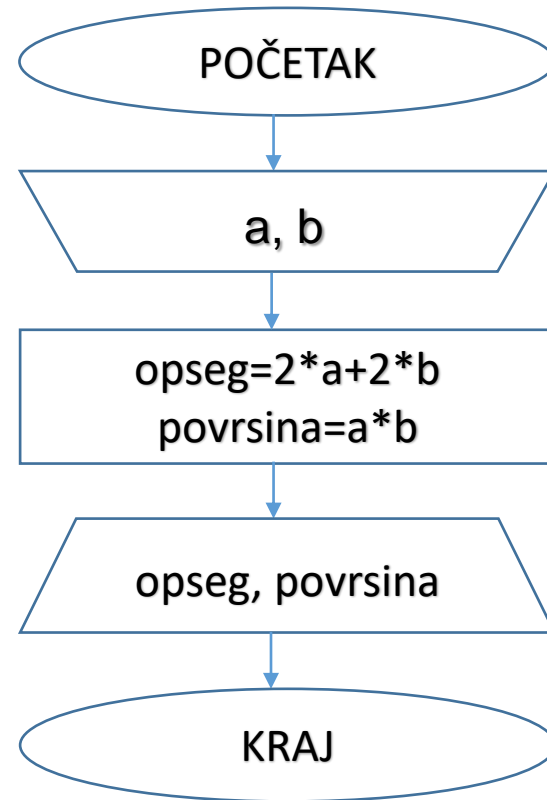 POČETAK
a, b
opseg=2*a+2*b
povrsina=a*b
opseg, povrsina
KRAJ